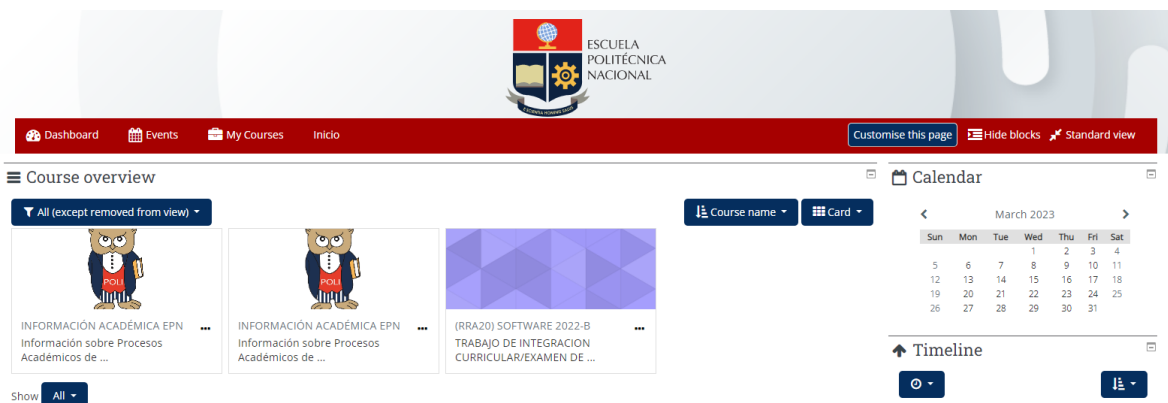 ESCUELA
POLITÉCNICA
NACIONAL
E SCIENTIA HOMINIS SALUS
Dashboard Events My Courses Inicio Customise this page Hide blocks Standard view
Course overview
All (except removed from view) Course name Card
POLI POLI
INFORMACIÓN ACADÉMICA EPN ...
Información sobre Procesos
Académicos de ...
INFORMACIÓN ACADÉMICA EPN ...
Información sobre Procesos
Académicos de ...
(RRA20) SOFTWARE 2022-B ...
TRABAJO DE INTEGRACION
CURRICULAR/EXAMEN DE ...
Show All
Calendar
March 2023
Sun Mon Tue Wed Thu Fri Sat
1 2 3 4
5 6 7 8 9 10 11
12 13 14 15 16 17 18
19 20 21 22 23 24 25
26 27 28 29 30 31
Timeline